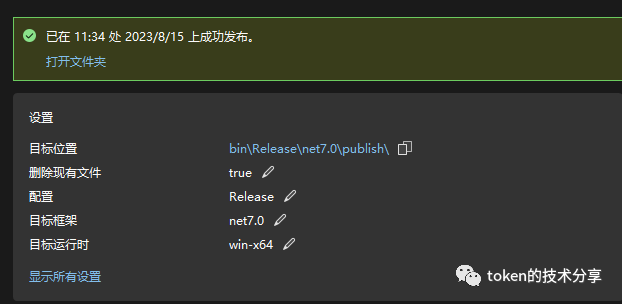 已在 11:34 处 2023/8/15 上成功发布。
打开文件夹
设置
目标位置 bin\Release\net7.0\publish\
删除现有文件 true
配置 Release
目标框架 net7.0
目标运行时 win-x64
显示所有设置
token的技术分享